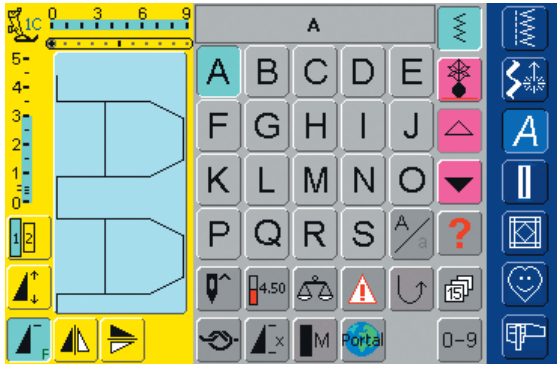 1C 0 3 6 9 A
5-
4-
A B C D E
3
2
F G H I J A
1
K L M N O
0
1 2 P Q R S A/a ?
4.50 15
F x M Portal 0-9